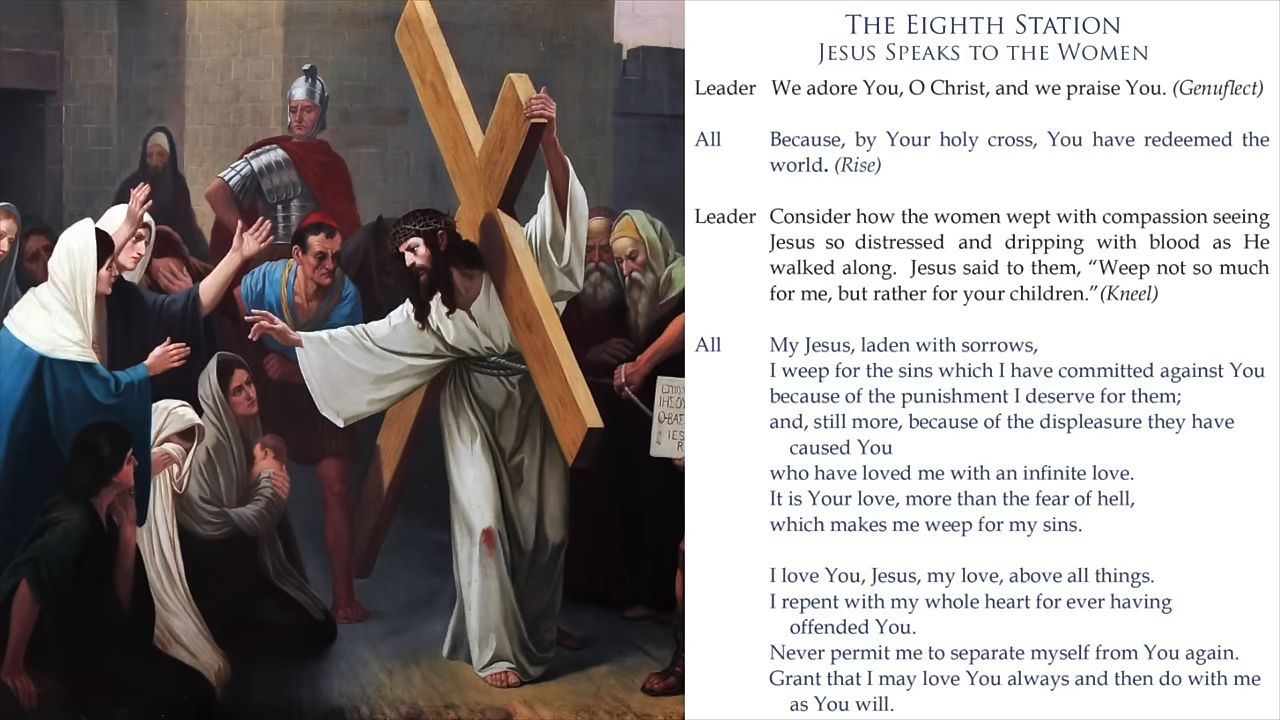 THE EIGHTH STATION
JESUS SPEAKS TO THE WOMEN
Leader We adore You, O Christ, and we praise You. (Genuflect)
All Because, by Your holy cross, You have redeemed the
world. (Rise)
Leader Consider how the women wept with compassion seeing
Jesus so distressed and dripping with blood as He
walked along. Jesus said to them, “Weep not so much
for me, but rather for your children.”(Kneel)
All My Jesus, laden with sorrows,
I weep for the sins which I have committed against You
because of the punishment I deserve for them;
and, still more, because of the displeasure they have
caused You
who have loved me with an infinite love.
It is Your love, more than the fear of hell,
which makes me weep for my sins.
I love You, Jesus, my love, above all things.
I repent with my whole heart for ever having
offended You.
Never permit me to separate myself from You again.
Grant that I may love You always and then do with me
as You will.